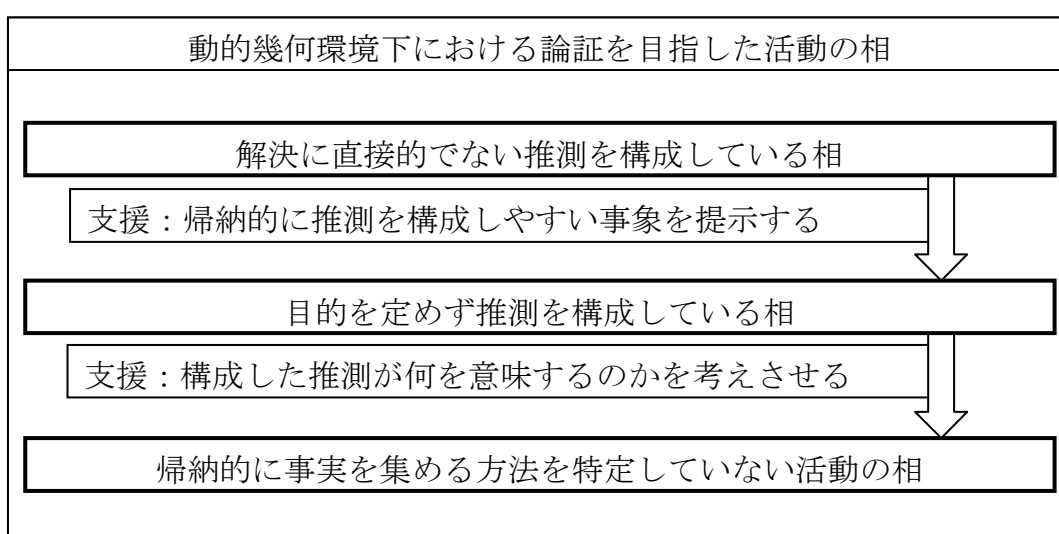 動的幾何環境下における論証を目指した活動の相
解決に直接的でない推測を構成している相
支援：帰納的に推測を構成しやすい事象を提示する
目的を定めず推測を構成している相
支援：構成した推測が何を意味するのかを考えさせる
帰納的に事実を集める方法を特定していない活動の相